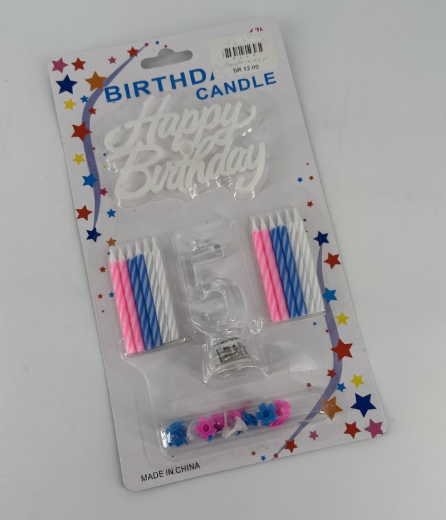 SR 12.00
BIRTHDA
CANDLE
Happy
Birthday
5
MADE IN CHINA